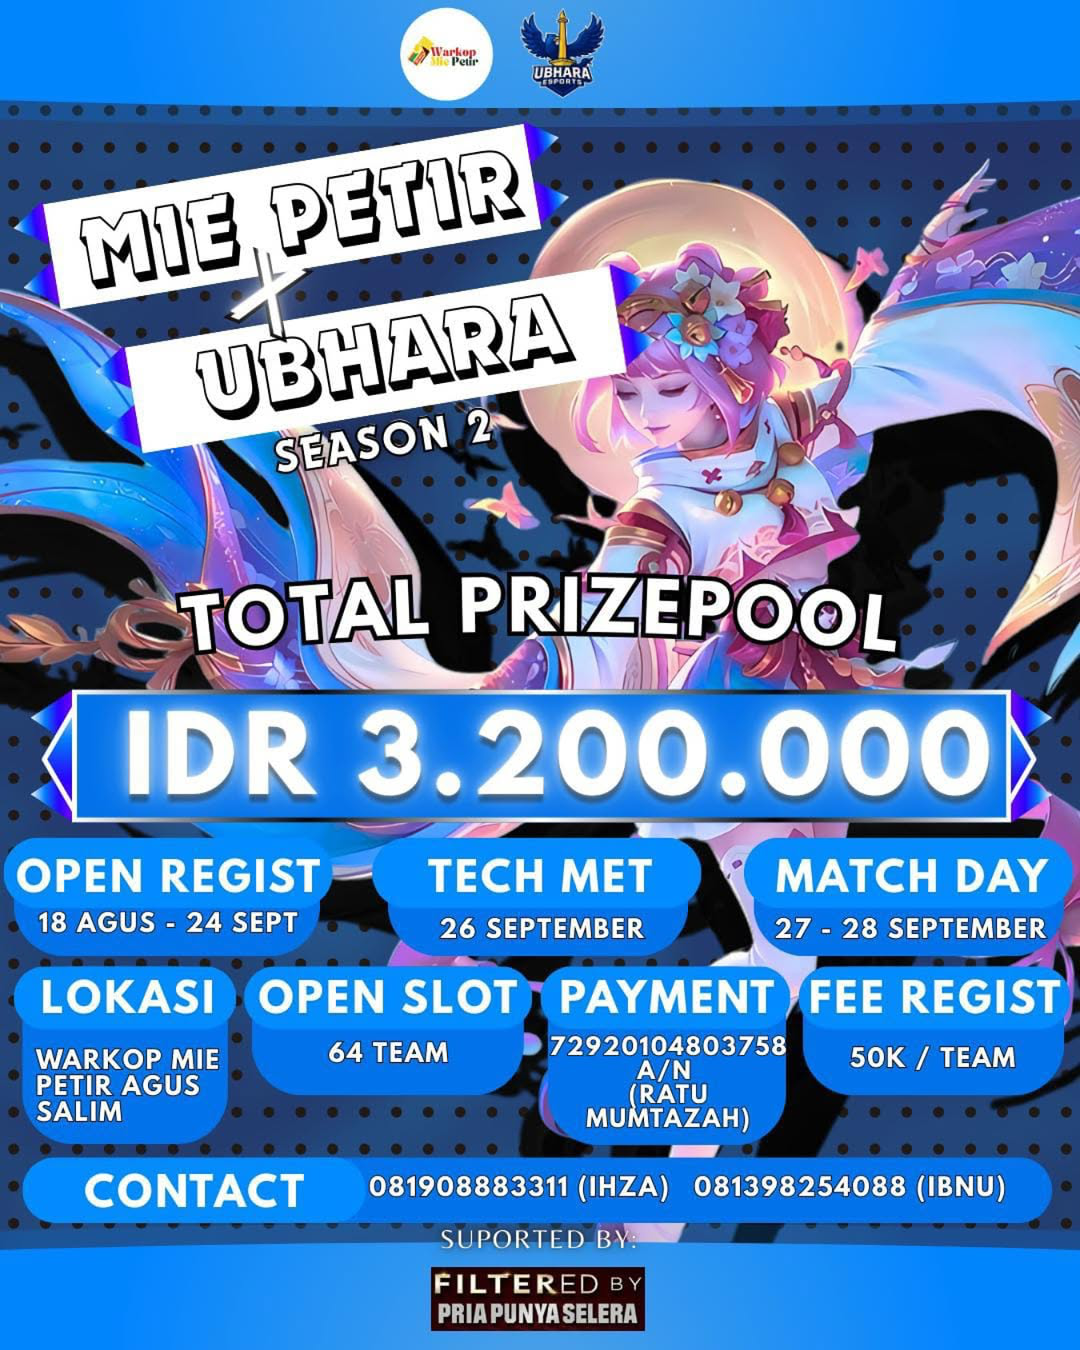 Warkop
Mie Petir
UBHARA
ESPORTS
MIE PETIR
X
UBHARA
SEASON 2
TOTAL PRIZEPOOL
IDR 3.200.000
OPEN REGIST
18 AGUS - 24 SEPT
TECH MET
26 SEPTEMBER
MATCH DAY
27 - 28 SEPTEMBER
LOKASI
WARKOP MIE
PETIR AGUS
SALIM
OPEN SLOT
64 TEAM
PAYMENT
72920104803758
A/N
(RATU
MUMTAZAH)
FEE REGIST
50K / TEAM
CONTACT
081908883311 (IHZA) 081398254088 (IBNU)
SUPORTED BY:
FILTERED BY
PRIA PUNYA SELERA